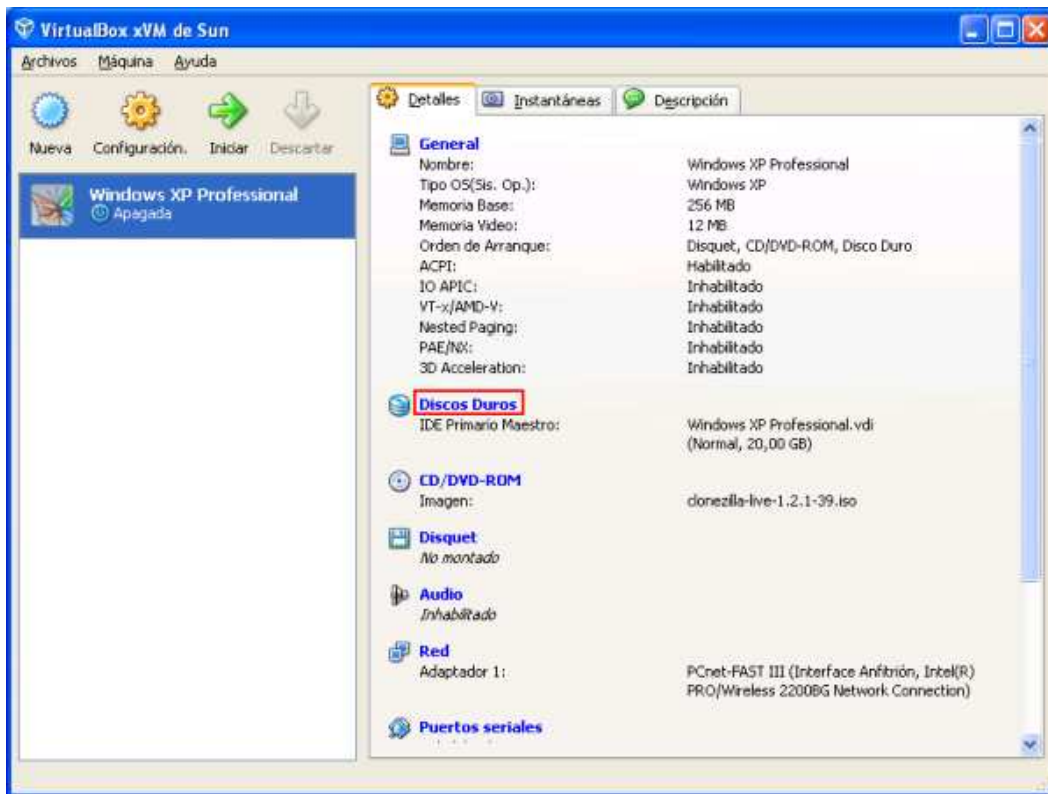 VirtualBox xVM de Sun
Archivos Máquina Ayuda
Nueva Configuración. Iniciar Descartar
Detalles Instantáneas Descripción
Windows XP Professional
Apagada
General
Nombre: Windows XP Professional
Tipo OS(Sis. Op.): Windows XP
Memoria Base: 256 MB
Memoria Video: 12 MB
Orden de Arranque: Disquet, CD/DVD-ROM, Disco Duro
ACPI: Habilitado
IO APIC: Inhabilitado
VT-x/AMD-V: Inhabilitado
Nested Paging: Inhabilitado
PAE/NX: Inhabilitado
3D Acceleration: Inhabilitado
Discos Duros
IDE Primario Maestro: Windows XP Professional.vdi
(Normal, 20,00 GB)
CD/DVD-ROM
Imagen: clonezilla-live-1.2.1-39.iso
Disquet
No montado
Audio
Inhabilitado
Red
Adaptador 1: PCnet-FAST III (Interface Anfitrión, Intel(R)
PRO/Wireless 2200BG Network Connection)
Puertos seriales